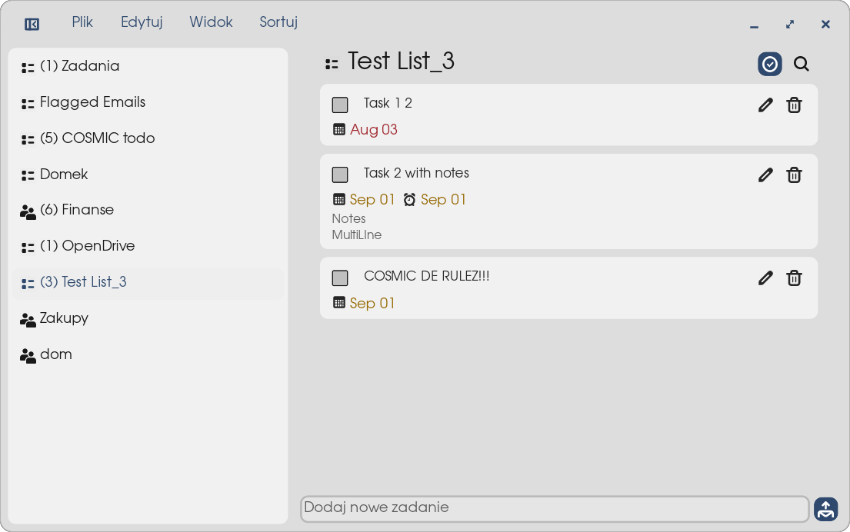 Plik Edytuj Widok Sortuj
(1) Zadania
Flagged Emails
(5) COSMIC todo
Domek
(6) Finanse
(1) OpenDrive
(3) Test List_3
Zakupy
dom
Test List_3
Task 1 2
Aug 03
Task 2 with notes
Sep 01 Sep 01
Notes
MultiLine
COSMIC DE RULEZ!!!
Sep 01
Dodaj nowe zadanie